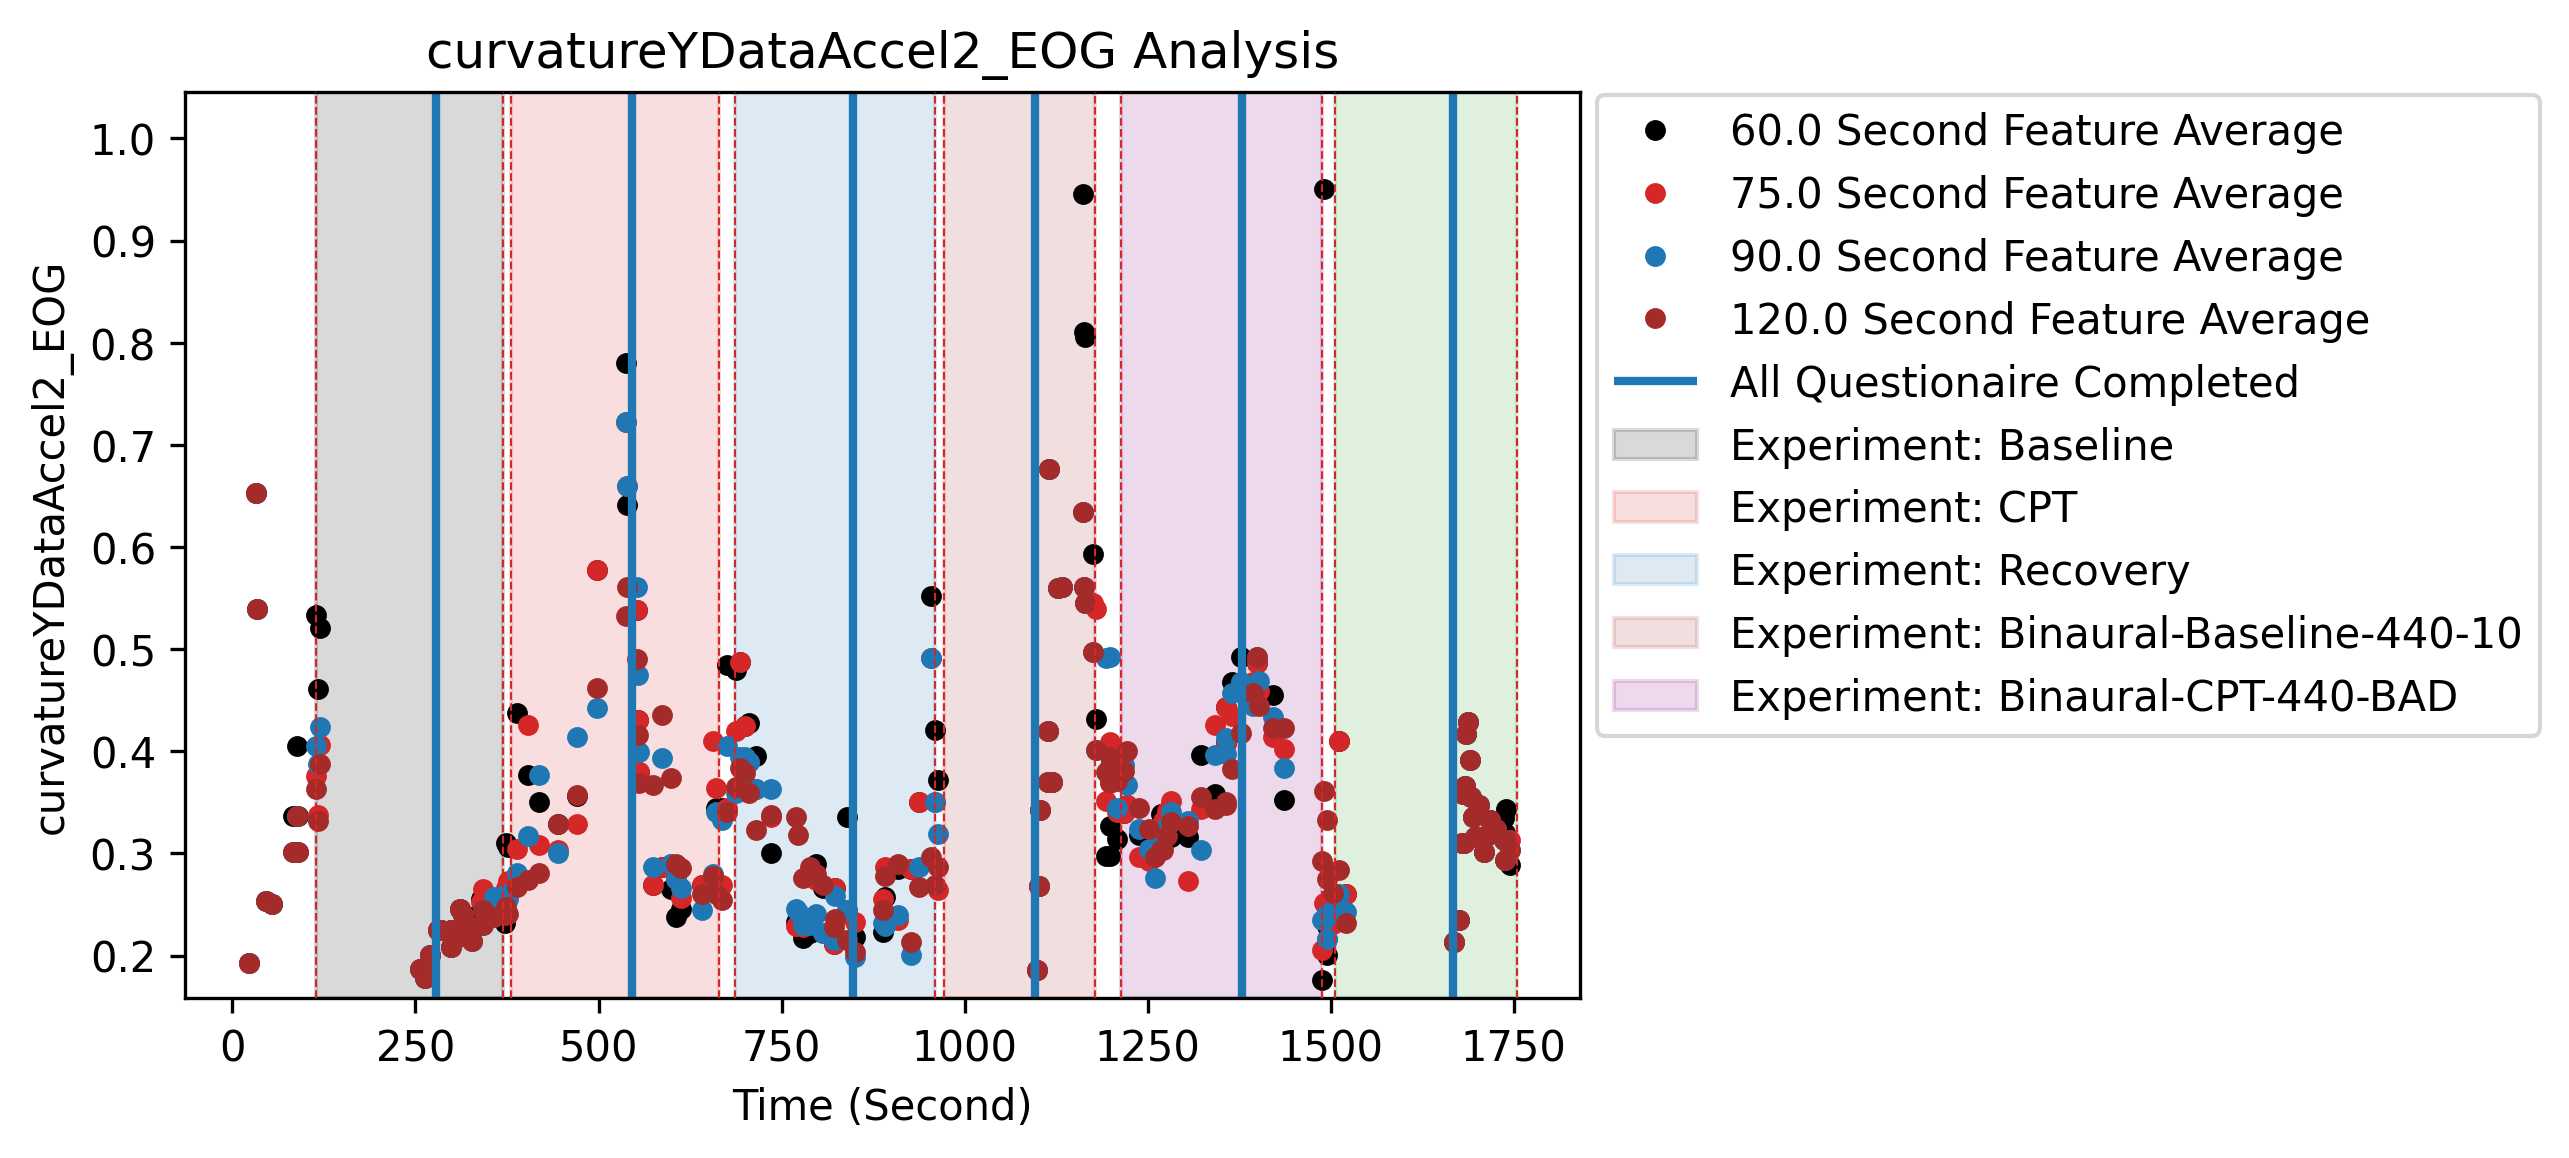 curvatureYDataAccel2_EOG Analysis
curvatureYDataAccel2_EOG
1.0
0.9
0.8
0.7
0.6
0.5
0.4
0.3
0.2
0 250 500 750 1000 1250 1500 1750
Time (Second)
60.0 Second Feature Average
75.0 Second Feature Average
90.0 Second Feature Average
120.0 Second Feature Average
All Questionaire Completed
Experiment: Baseline
Experiment: CPT
Experiment: Recovery
Experiment: Binaural-Baseline-440-10
Experiment: Binaural-CPT-440-BAD